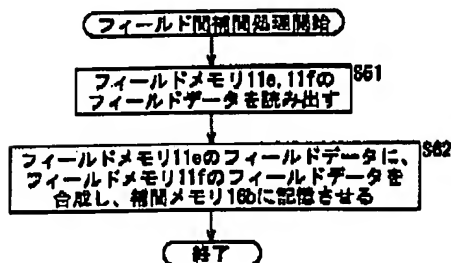 フィールド間補間処理開始
フィールドメモリ11e,11fの
フィールドデータを読み出す
S61
フィールドメモリ11eのフィールドデータに、
フィールドメモリ11fのフィールドデータを
合成し、補間メモリ16bに記憶させる
S62
終了